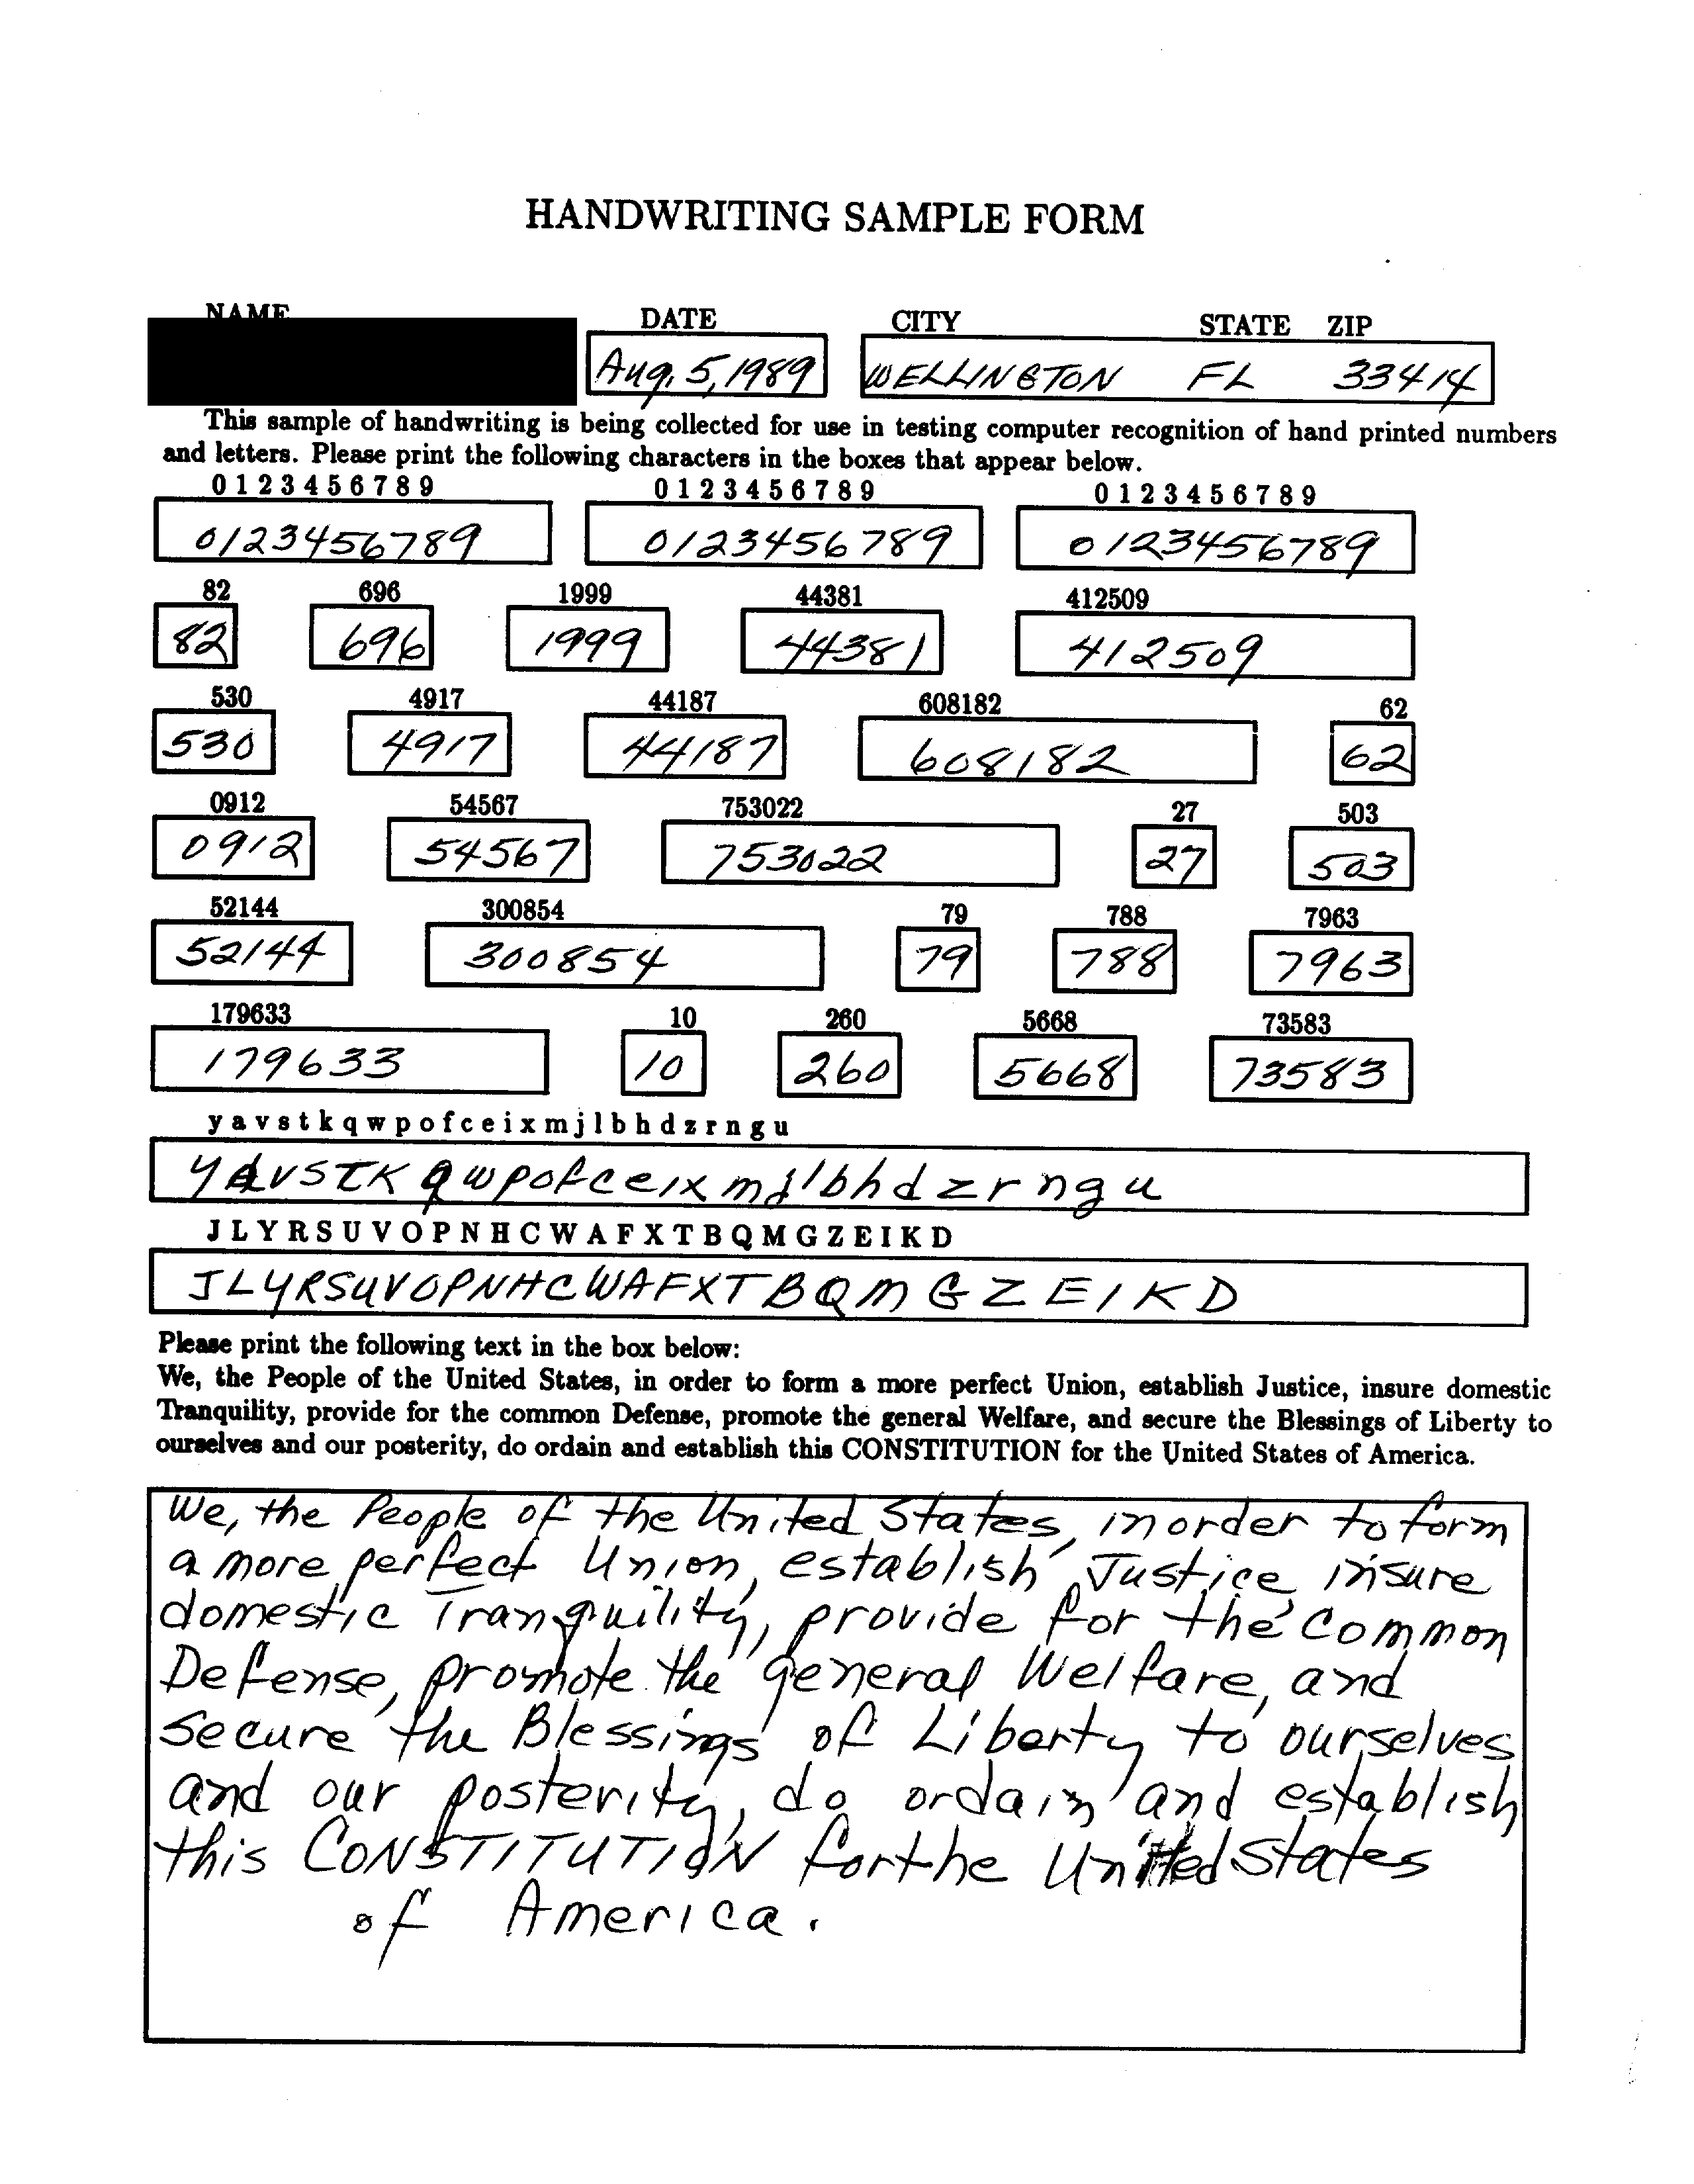 HANDWRITING SAMPLE FORM
NAME DATE CITY STATE ZIP
Aug. 5, 1989 WELLINGTON FL 33414
This sample of handwriting is being collected for use in testing computer recognition of hand printed numbers
and letters. Please print the following characters in the boxes that appear below.
0 1 2 3 4 5 6 7 8 9 0 1 2 3 4 5 6 7 8 9 0 1 2 3 4 5 6 7 8 9
0123456789 0123456789 0123456789
82 696 1999 44381 412509
82 696 1999 44381 412509
530 4917 44187 608182 62
530 4917 44187 608182 62
0912 54567 753022 27 503
0912 54567 753022 27 503
52144 300854 79 788 7963
52144 300854 79 788 7963
179633 10 260 5668 73583
179633 10 260 5668 73583
y a v s t k q w p o f c e i x m j l b h d z r n g u
yavstkqwpofceixmjlbhdzrngu
J L Y R S U V O P N H C W A F X T B Q M G Z E I K D
JLYRSUVOPNHCWAFXTBQMGZEIKD
Please print the following text in the box below:
We, the People of the United States, in order to form a more perfect Union, establish Justice, insure domestic
Tranquility, provide for the common Defense, promote the general Welfare, and secure the Blessings of Liberty to
ourselves and our posterity, do ordain and establish this CONSTITUTION for the United States of America.
We, the People of the United States, in order to form
a more perfect Union, establish Justice, insure
domestic Tranquility, provide for the common
Defense, promote the general Welfare, and
secure the Blessings of Liberty to ourselves
and our posterity, do ordain and establish
this CONSTITUTION for the United States
of America.